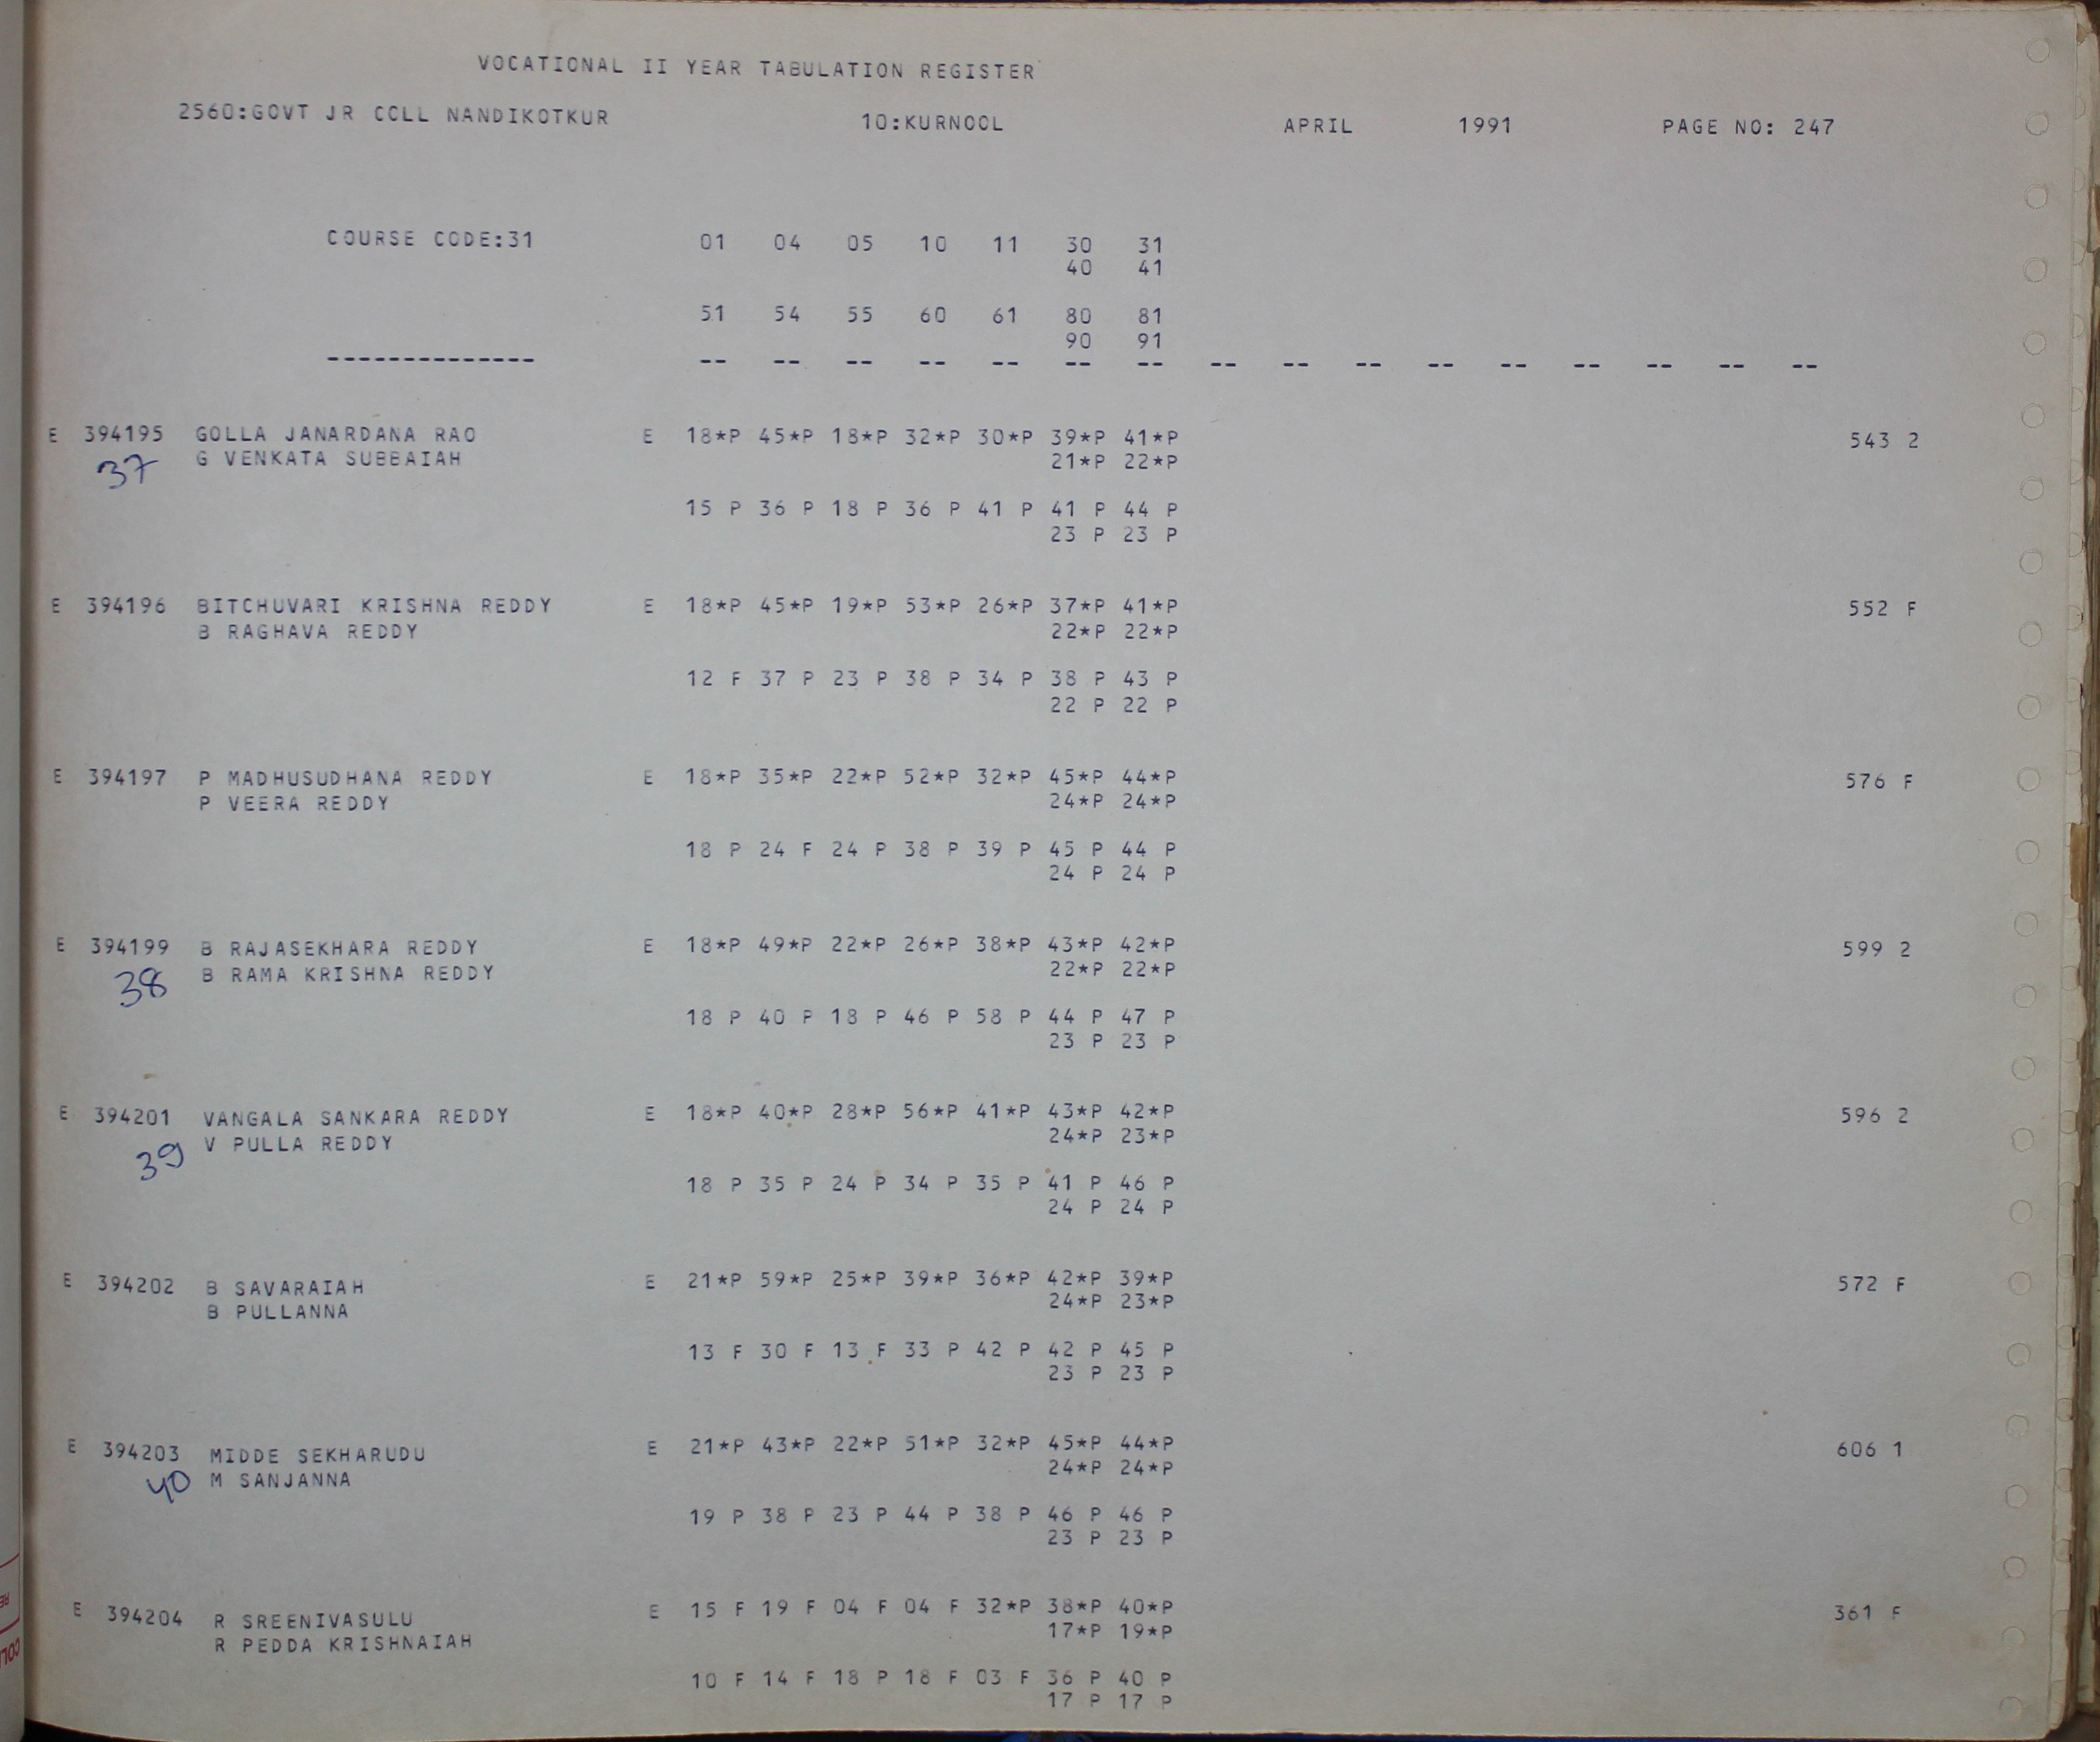 VOCATIONAL II YEAR TABULATION REGISTER
2560:GOVT JR COLL NANDIKOTKUR 10:KURNOOL APRIL 1991 PAGE NO: 247
COURSE CODE:31 01 04 05 10 11 30 31
40 41
51 54 55 60 61 80 81
90 91
-------------- -- -- -- -- -- -- -- -- -- -- -- -- -- -- -- --
E 394195 GOLLA JANARDANA RAO E 18*P 45*P 18*P 32*P 30*P 39*P 41*P 543 2
37 G VENKATA SUBBAIAH 21*P 22*P
15 P 36 P 18 P 36 P 41 P 41 P 44 P
23 P 23 P
E 394196 BITCHUVARI KRISHNA REDDY E 18*P 45*P 19*P 53*P 26*P 37*P 41*P 552 F
B RAGHAVA REDDY 22*P 22*P
12 F 37 P 23 P 38 P 34 P 38 P 43 P
22 P 22 P
E 394197 P MADHUSUDHANA REDDY E 18*P 35*P 22*P 52*P 32*P 45*P 44*P 576 F
P VEERA REDDY 24*P 24*P
18 P 24 F 24 P 38 P 39 P 45 P 44 P
24 P 24 P
E 394199 B RAJASEKHARA REDDY E 18*P 49*P 22*P 26*P 38*P 43*P 42*P 599 2
38 B RAMA KRISHNA REDDY 22*P 22*P
18 P 40 P 18 P 46 P 58 P 44 P 47 P
23 P 23 P
E 394201 VANGALA SANKARA REDDY E 18*P 40*P 28*P 56*P 41*P 43*P 42*P 596 2
39 V PULLA REDDY 24*P 23*P
18 P 35 P 24 P 34 P 35 P 41 P 46 P
24 P 24 P
E 394202 B SAVARAIAH E 21*P 59*P 25*P 39*P 36*P 42*P 39*P 572 F
B PULLANNA 24*P 23*P
13 F 30 F 13 F 33 P 42 P 42 P 45 P
23 P 23 P
E 394203 MIDDE SEKHARUDU E 21*P 43*P 22*P 51*P 32*P 45*P 44*P 606 1
40 M SANJANNA 24*P 24*P
19 P 38 P 23 P 44 P 38 P 46 P 46 P
23 P 23 P
E 394204 R SREENIVASULU E 15 F 19 F 04 F 04 F 32*P 38*P 40*P 361 F
R PEDDA KRISHNAIAH 17*P 19*P
10 F 14 F 18 P 18 F 03 F 36 P 40 P
17 P 17 P